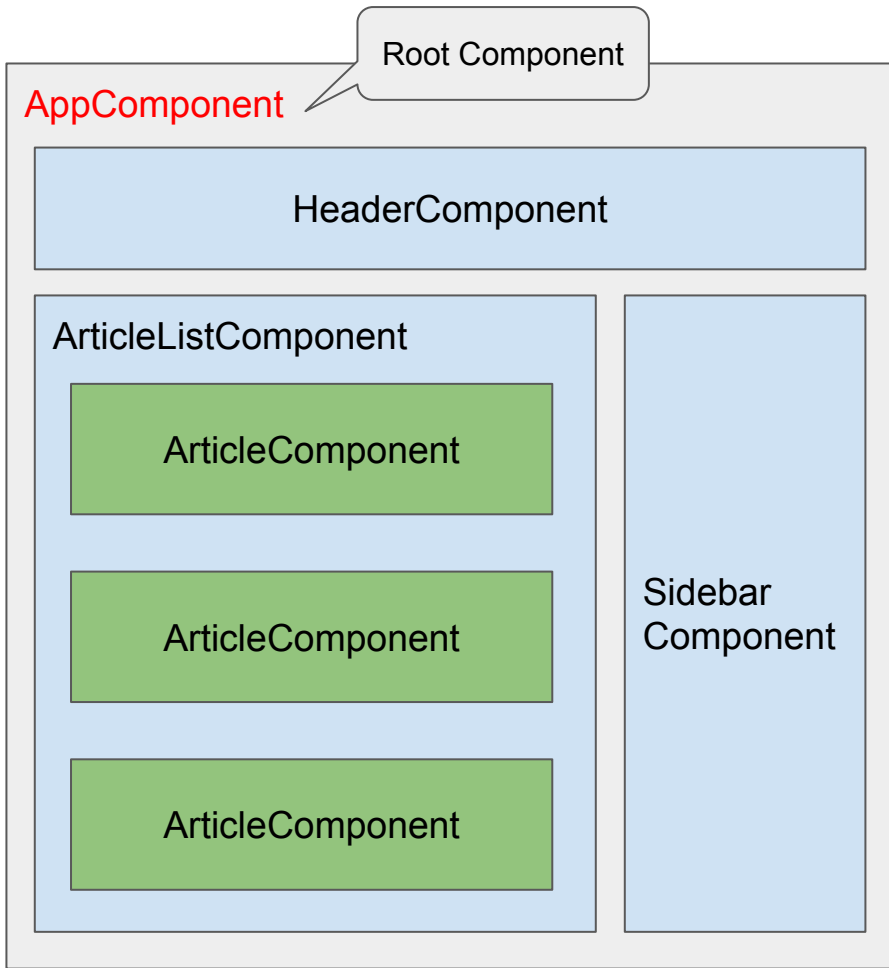 Root Component
AppComponent
HeaderComponent
ArticleListComponent
ArticleComponent
ArticleComponent
ArticleComponent
Sidebar
Component